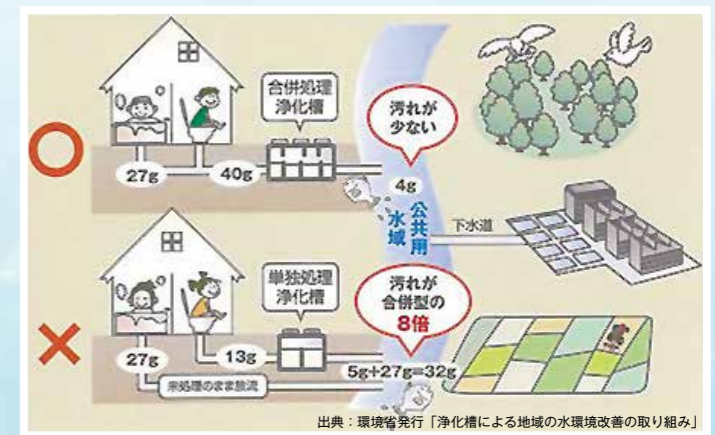 合併処理
浄化槽
汚れが
少ない
27g
40g
4g
公共用
水域
下水道
単独処理
浄化槽
汚れが
合併型の
8倍
27g
13g
5g+27g=32g
未処理のまま放流
出典：環境省発行「浄化槽による地域の水環境改善の取り組み」